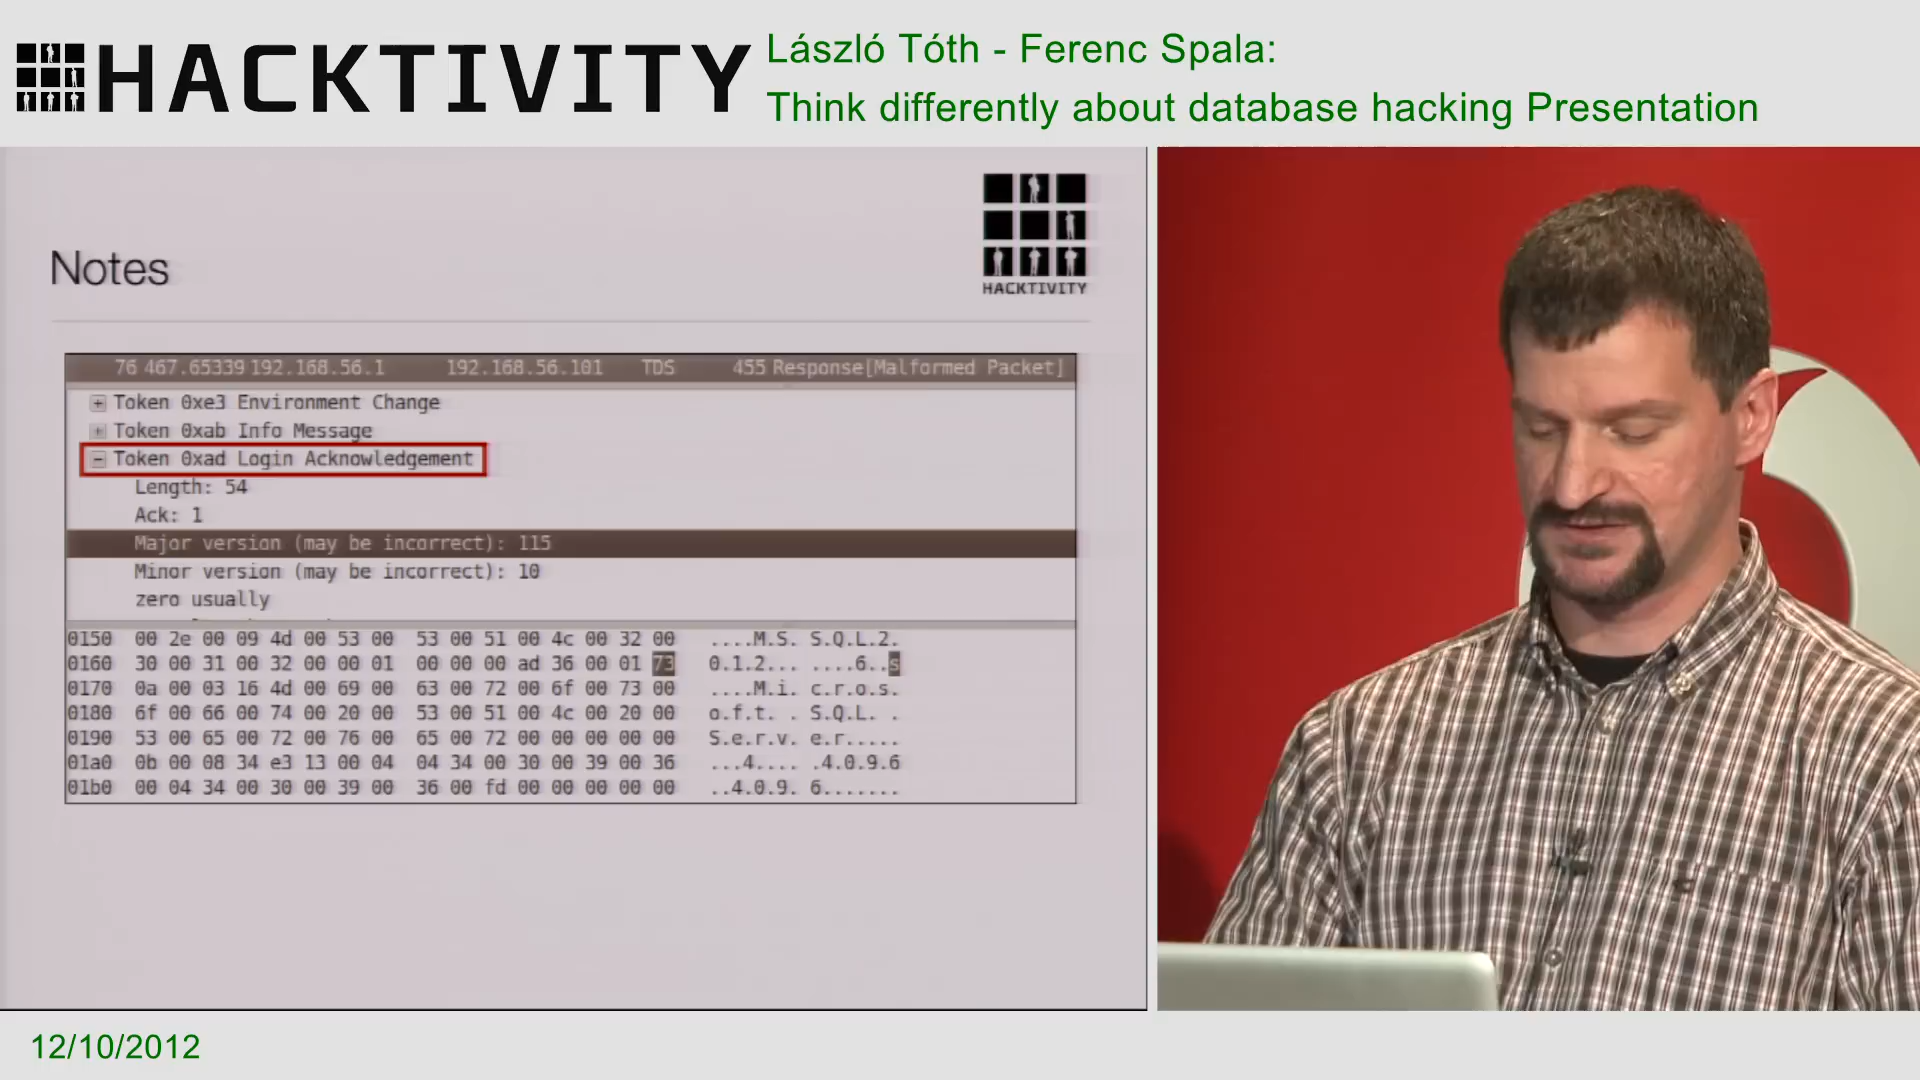 HACKTIVITY
László Tóth - Ferenc Spala:
Think differently about database hacking Presentation
HACKTIVITY
Notes
76 467.65339 192.168.56.1 192.168.56.101 TDS 455 Response[Malformed Packet]
Token 0xe3 Environment Change
Token 0xab Info Message
Token 0xad Login Acknowledgement
Length: 54
Ack: 1
Major version (may be incorrect): 115
Minor version (may be incorrect): 10
zero usually
0150 00 2e 00 09 4d 00 53 00 53 00 51 00 4c 00 32 00 ....M.S. S.Q.L.2.
0160 30 00 31 00 32 00 00 01 00 00 00 ad 36 00 01 73 0.1.2... ....6..s
0170 0a 00 03 16 4d 00 69 00 63 00 72 00 6f 00 73 00 ....M.i. c.r.o.s.
0180 6f 00 66 00 74 00 20 00 53 00 51 00 4c 00 20 00 o.f.t. . S.Q.L. .
0190 53 00 65 00 72 00 76 00 65 00 72 00 00 00 00 00 S.e.r.v. e.r.....
01a0 0b 00 08 34 e3 13 00 04 04 34 00 30 00 39 00 36 ...4.... .4.0.9.6
01b0 00 04 34 00 30 00 39 00 36 00 fd 00 00 00 00 00 ..4.0.9. 6.......
12/10/2012